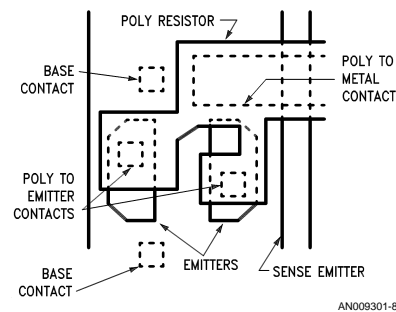 POLY RESISTOR
BASE
CONTACT
POLY TO
METAL
CONTACT
POLY TO
EMITTER
CONTACTS
EMITTERS
SENSE EMITTER
BASE
CONTACT
AN009301-8